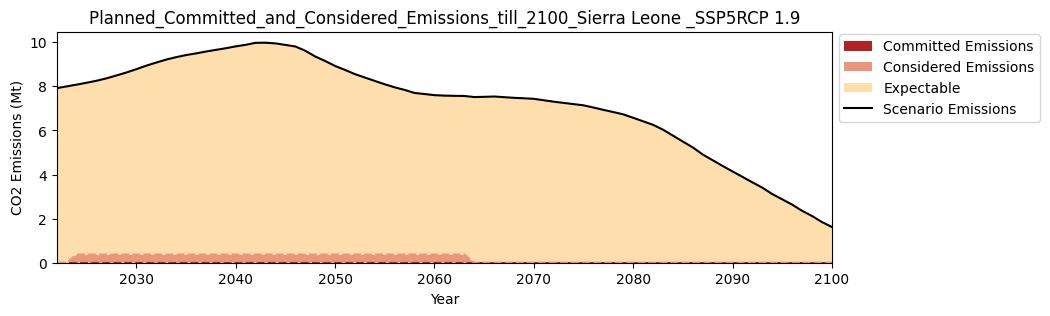 Planned_Committed_and_Considered_Emissions_till_2100_Sierra Leone _SSP5RCP 1.9
CO2 Emissions (Mt)
10
8
6
4
2
0
2030 2040 2050 2060 2070 2080 2090 2100
Year
Committed Emissions
Considered Emissions
Expectable
Scenario Emissions